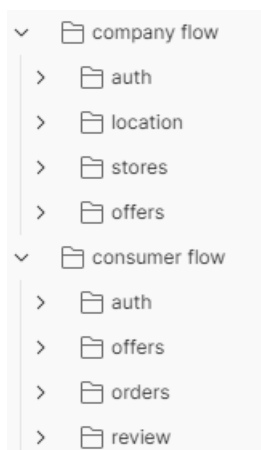 company flow
auth
location
stores
offers
consumer flow
auth
offers
orders
review